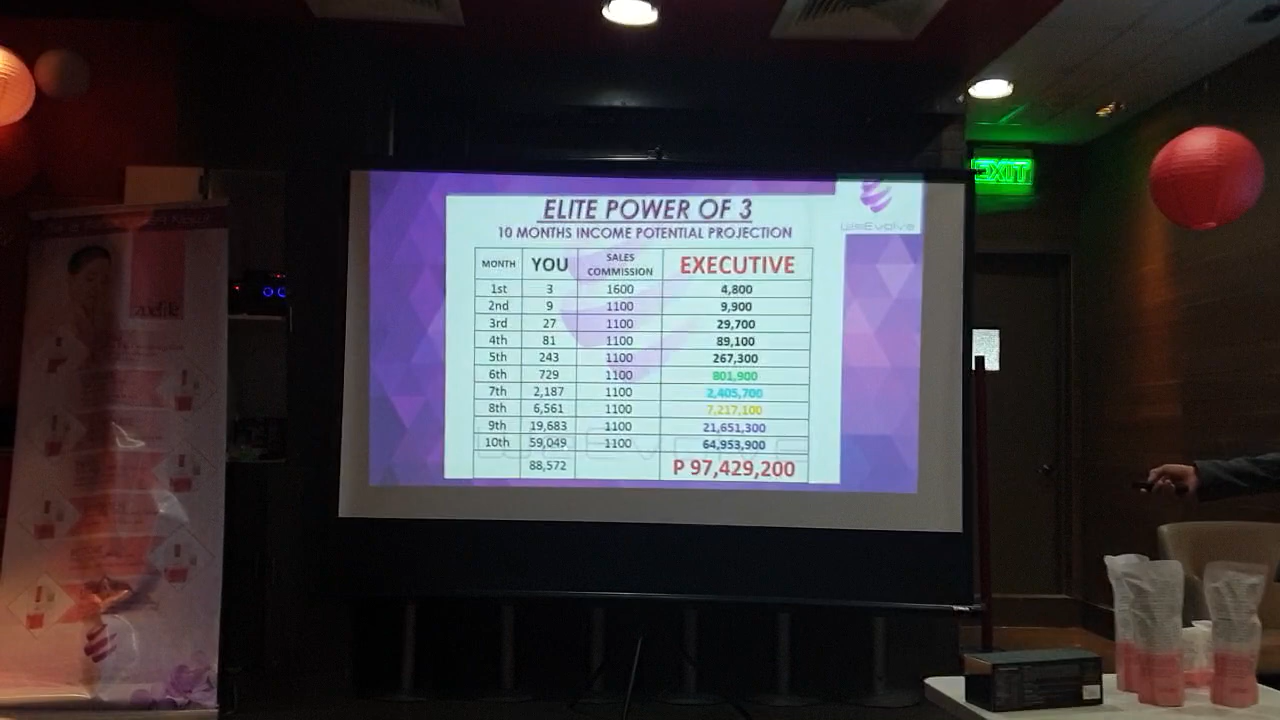 EXIT
ELITE POWER OF 3
10 MONTHS INCOME POTENTIAL PROJECTION
MONTH YOU SALES COMMISSION EXECUTIVE
1st 3 1600 4,800
2nd 9 1100 9,900
3rd 27 1100 29,700
4th 81 1100 89,100
5th 243 1100 267,300
6th 729 1100 801,900
7th 2,187 1100 2,405,700
8th 6,561 1100 7,217,100
9th 19,683 1100 21,651,300
10th 59,049 1100 64,953,900
88,572 P 97,429,200